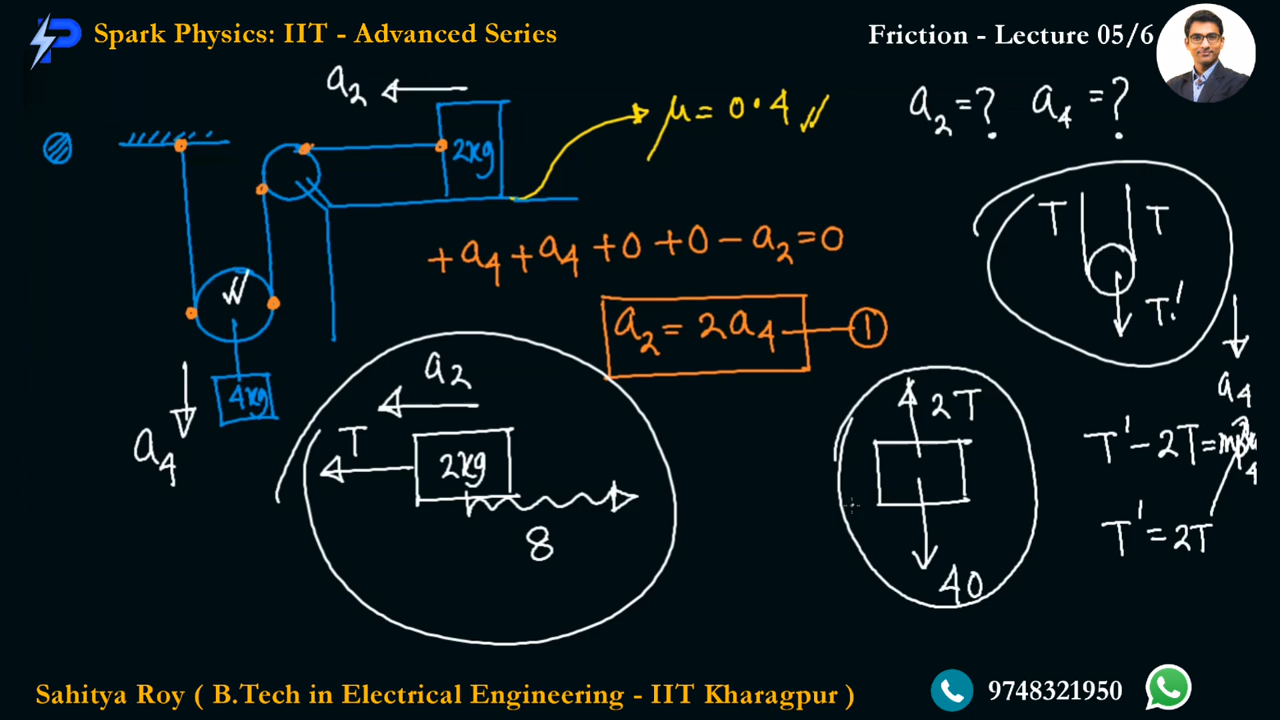 Spark Physics: IIT - Advanced Series
Friction - Lecture 05/6
a₂
μ = 0.4
a₂ = ? a₄ = ?
2kg
T T
+a₄ + a₄ + 0 + 0 - a₂ = 0
T'
a₂ = 2a₄ ①
4kg
a₄
a₂
T
2kg
8
2T
40
a₄
T' - 2T =
T' = 2T
Sahitya Roy ( B.Tech in Electrical Engineering - IIT Kharagpur )
9748321950